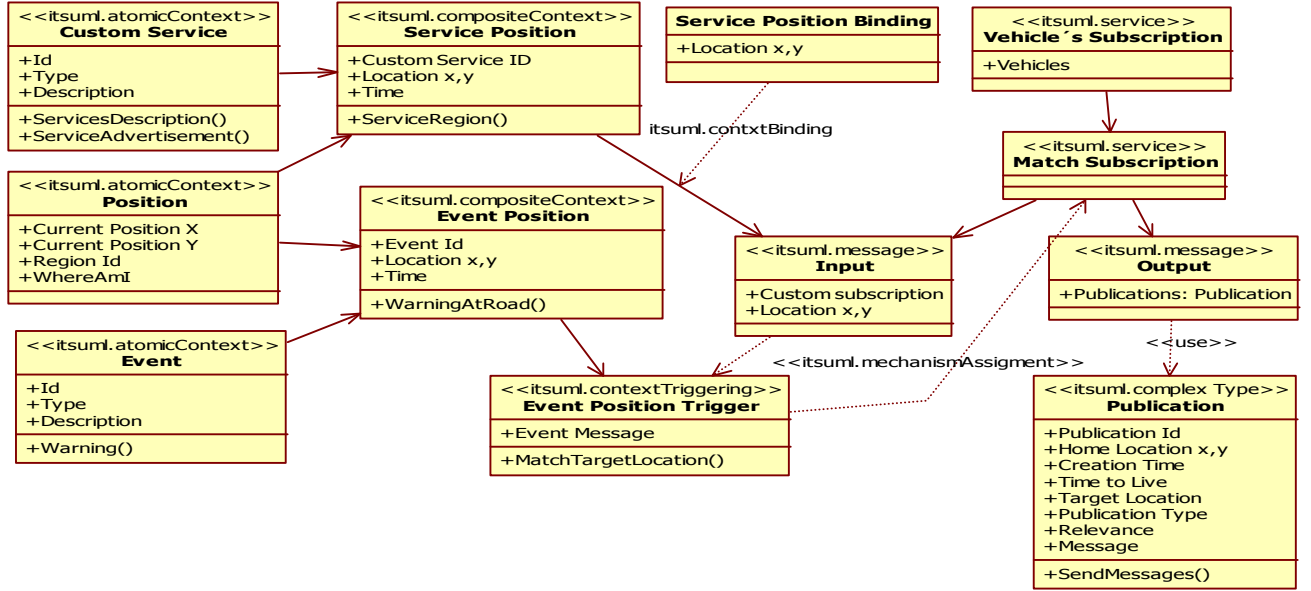 <<itsuml.atomicContext>>
Custom Service
+Id
+Type
+Description
+ServicesDescription()
+ServiceAdvertisement()
<<itsuml.compositeContext>>
Service Position
+Custom Service ID
+Location x,y
+Time
+ServiceRegion()
Service Position Binding
+Location x,y
<<itsuml.service>>
Vehicle´s Subscription
+Vehicles
itsuml.contxtBinding
<<itsuml.service>>
Match Subscription
<<itsuml.atomicContext>>
Position
+Current Position X
+Current Position Y
+Region Id
+WhereAmI
<<itsuml.compositeContext>>
Event Position
+Event Id
+Location x,y
+Time
+WarningAtRoad()
<<itsuml.message>>
Input
+Custom subscription
+Location x,y
<<itsuml.message>>
Output
+Publications: Publication
<<itsuml.atomicContext>>
Event
+Id
+Type
+Description
+Warning()
<<itsuml.mechanismAssigment>>
<<use>>
<<itsuml.contextTriggering>>
Event Position Trigger
+Event Message
+MatchTargetLocation()
<<itsuml.complex Type>>
Publication
+Publication Id
+Home Location x,y
+Creation Time
+Time to Live
+Target Location
+Publication Type
+Relevance
+Message
+SendMessages()